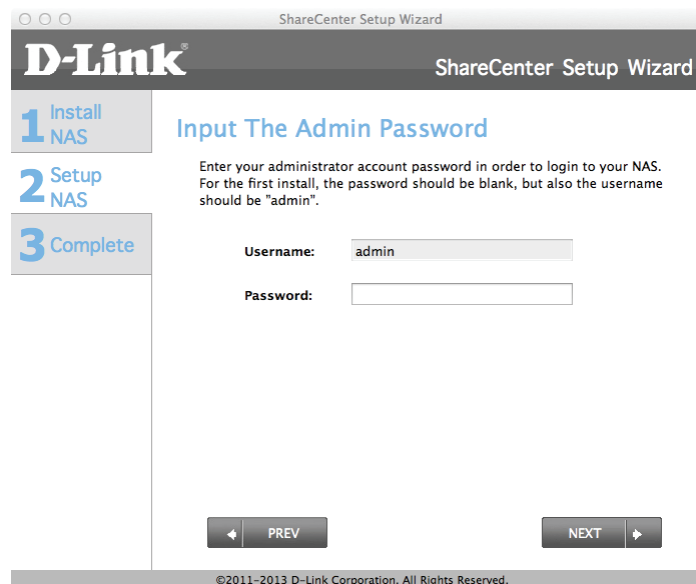 ShareCenter Setup Wizard
D-Link®
ShareCenter Setup Wizard
1 Install
NAS
2 Setup
NAS
3 Complete
Input The Admin Password
Enter your administrator account password in order to login to your NAS.
For the first install, the password should be blank, but also the username
should be ”admin”.
Username: admin
Password:
PREV
NEXT
©2011-2013 D-Link Corporation. All Rights Reserved.